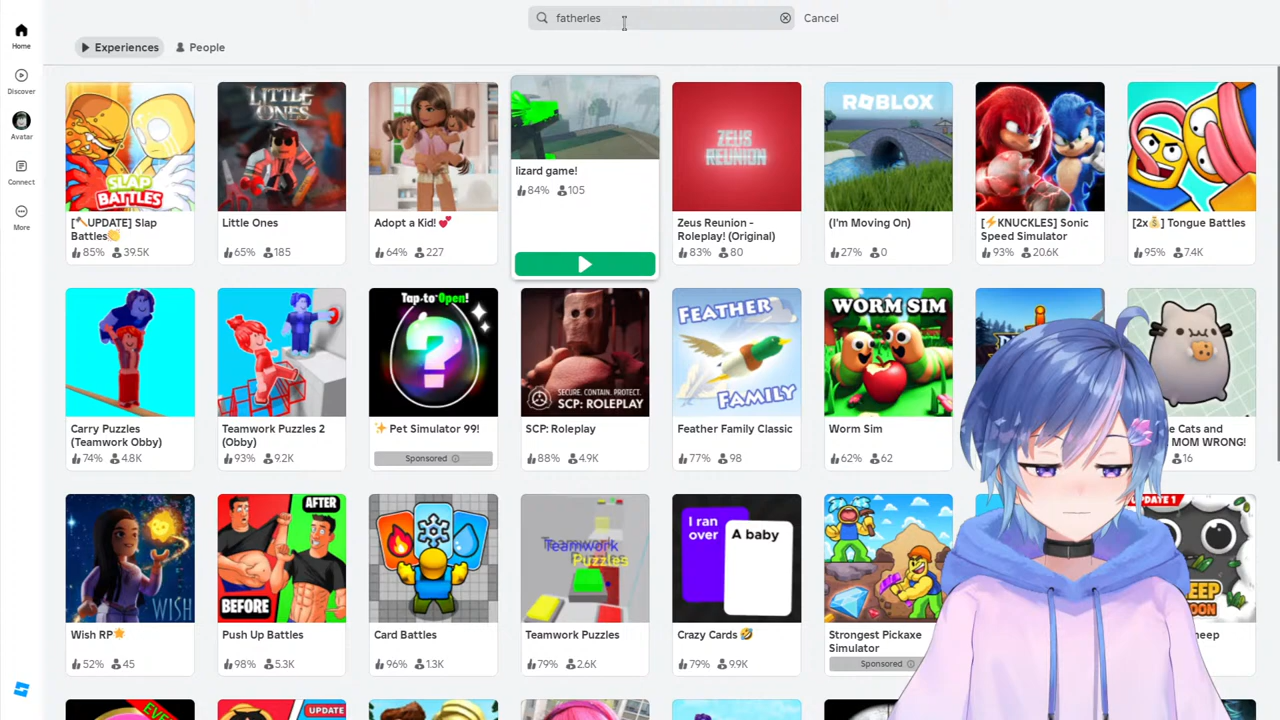 fatherles
Cancel
Home
Discover
Avatar
Connect
More
Experiences
People
SLAP BATTLES
[🔨UPDATE] Slap
Battles👏
85% 39.5K
LITTLE ONES
Little Ones
65% 185
Adopt a Kid! 💕
64% 227
lizard game!
84% 105
ZEUS
REUNION
Zeus Reunion -
Roleplay! (Original)
83% 80
ROBLOX
(I'm Moving On)
27% 0
[⚡KNUCKLES] Sonic
Speed Simulator
93% 20.6K
[2x💰] Tongue Battles
95% 7.4K
Carry Puzzles
(Teamwork Obby)
74% 4.8K
Teamwork Puzzles 2
(Obby)
93% 9.2K
Tap to Open!
✨ Pet Simulator 99!
Sponsored
SECURE. CONTAIN. PROTECT.
SCP: ROLEPLAY
SCP: Roleplay
88% 4.9K
FEATHER
FAMILY
Feather Family Classic
77% 98
WORM SIM
Worm Sim
62% 62
Cats and
MOM WRONG!
16
WISH
Wish RP⭐
52% 45
AFTER
BEFORE
Push Up Battles
98% 5.3K
Card Battles
96% 1.3K
Teamwork
Puzzles
Teamwork Puzzles
79% 2.6K
I ran
over
A baby
Crazy Cards 🤣
79% 9.9K
Strongest Pickaxe
Simulator
Sponsored
UPDATE 1
UPDATE